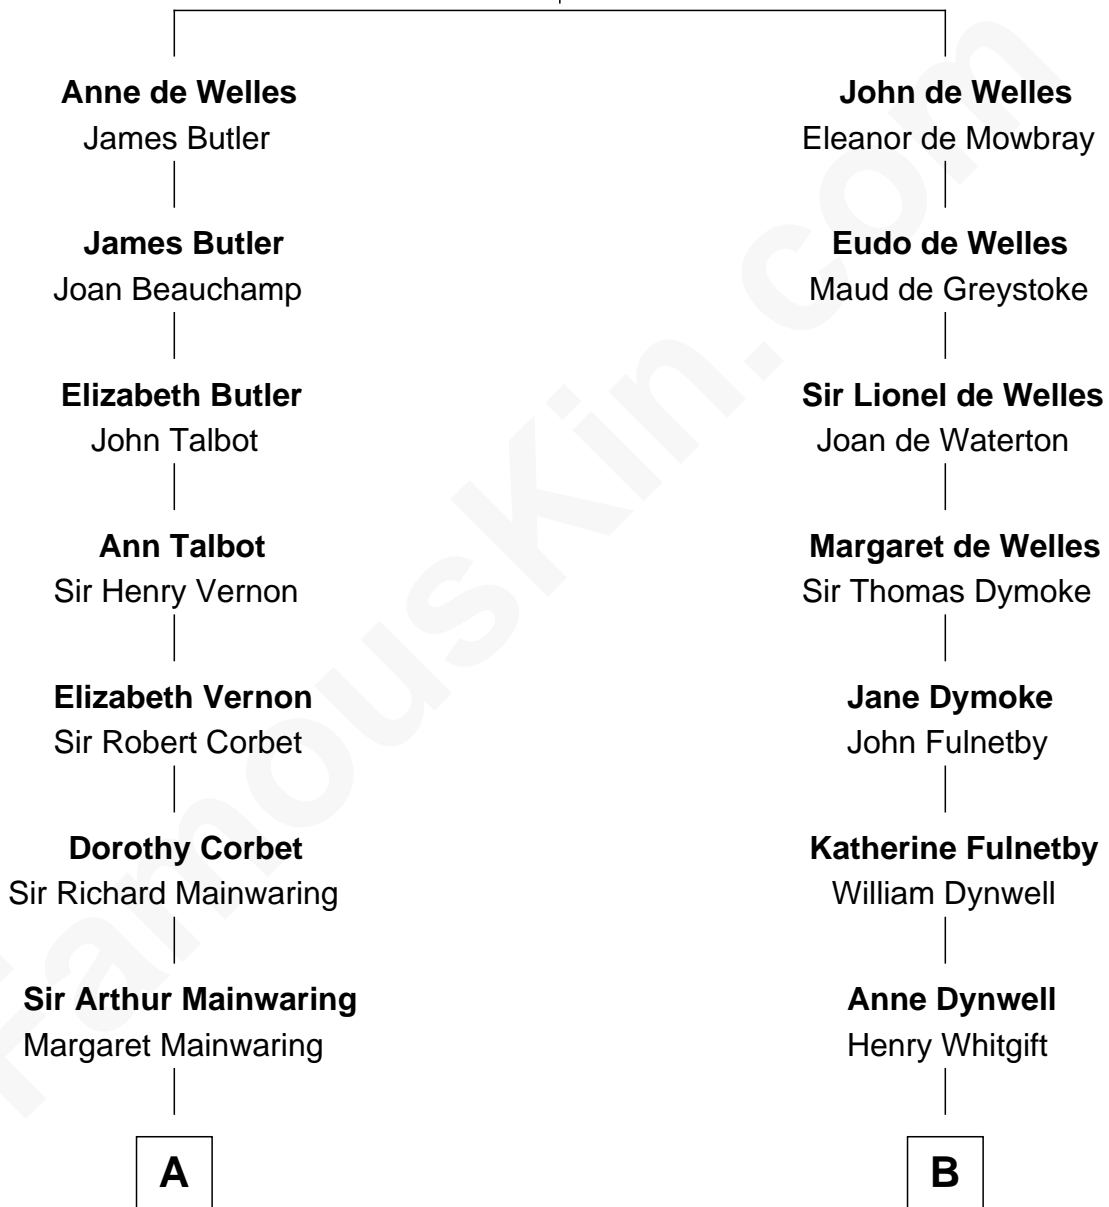 Anne de Welles
James Butler
James Butler
Joan Beauchamp
Elizabeth Butler
John Talbot
Ann Talbot
Sir Henry Vernon
Elizabeth Vernon
Sir Robert Corbet
Dorothy Corbet
Sir Richard Mainwaring
Sir Arthur Mainwaring
Margaret Mainwaring
A
John de Welles
Eleanor de Mowbray
Eudo de Welles
Maud de Greystoke
Sir Lionel de Welles
Joan de Waterton
Margaret de Welles
Sir Thomas Dymoke
Jane Dymoke
John Fulnetby
Katherine Fulnetby
William Dynwell
Anne Dynwell
Henry Whitgift
B
FamousKin.com